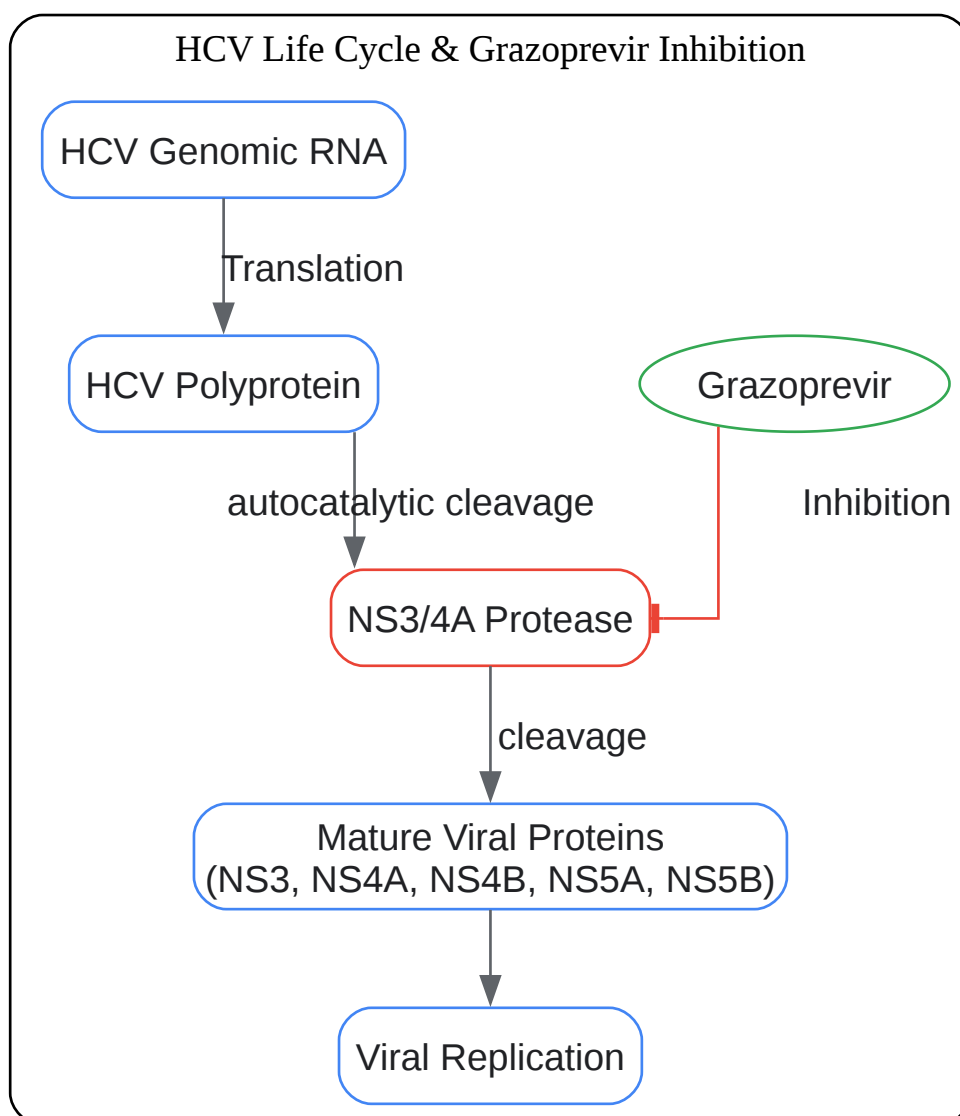 HCV Life Cycle & Grazoprevir Inhibition
HCV Genomic RNA
Translation
HCV Polyprotein
Grazoprevir
autocatalytic cleavage
Inhibition
NS3/4A Protease
cleavage
Mature Viral Proteins
(NS3, NS4A, NS4B, NS5A, NS5B)
Viral Replication